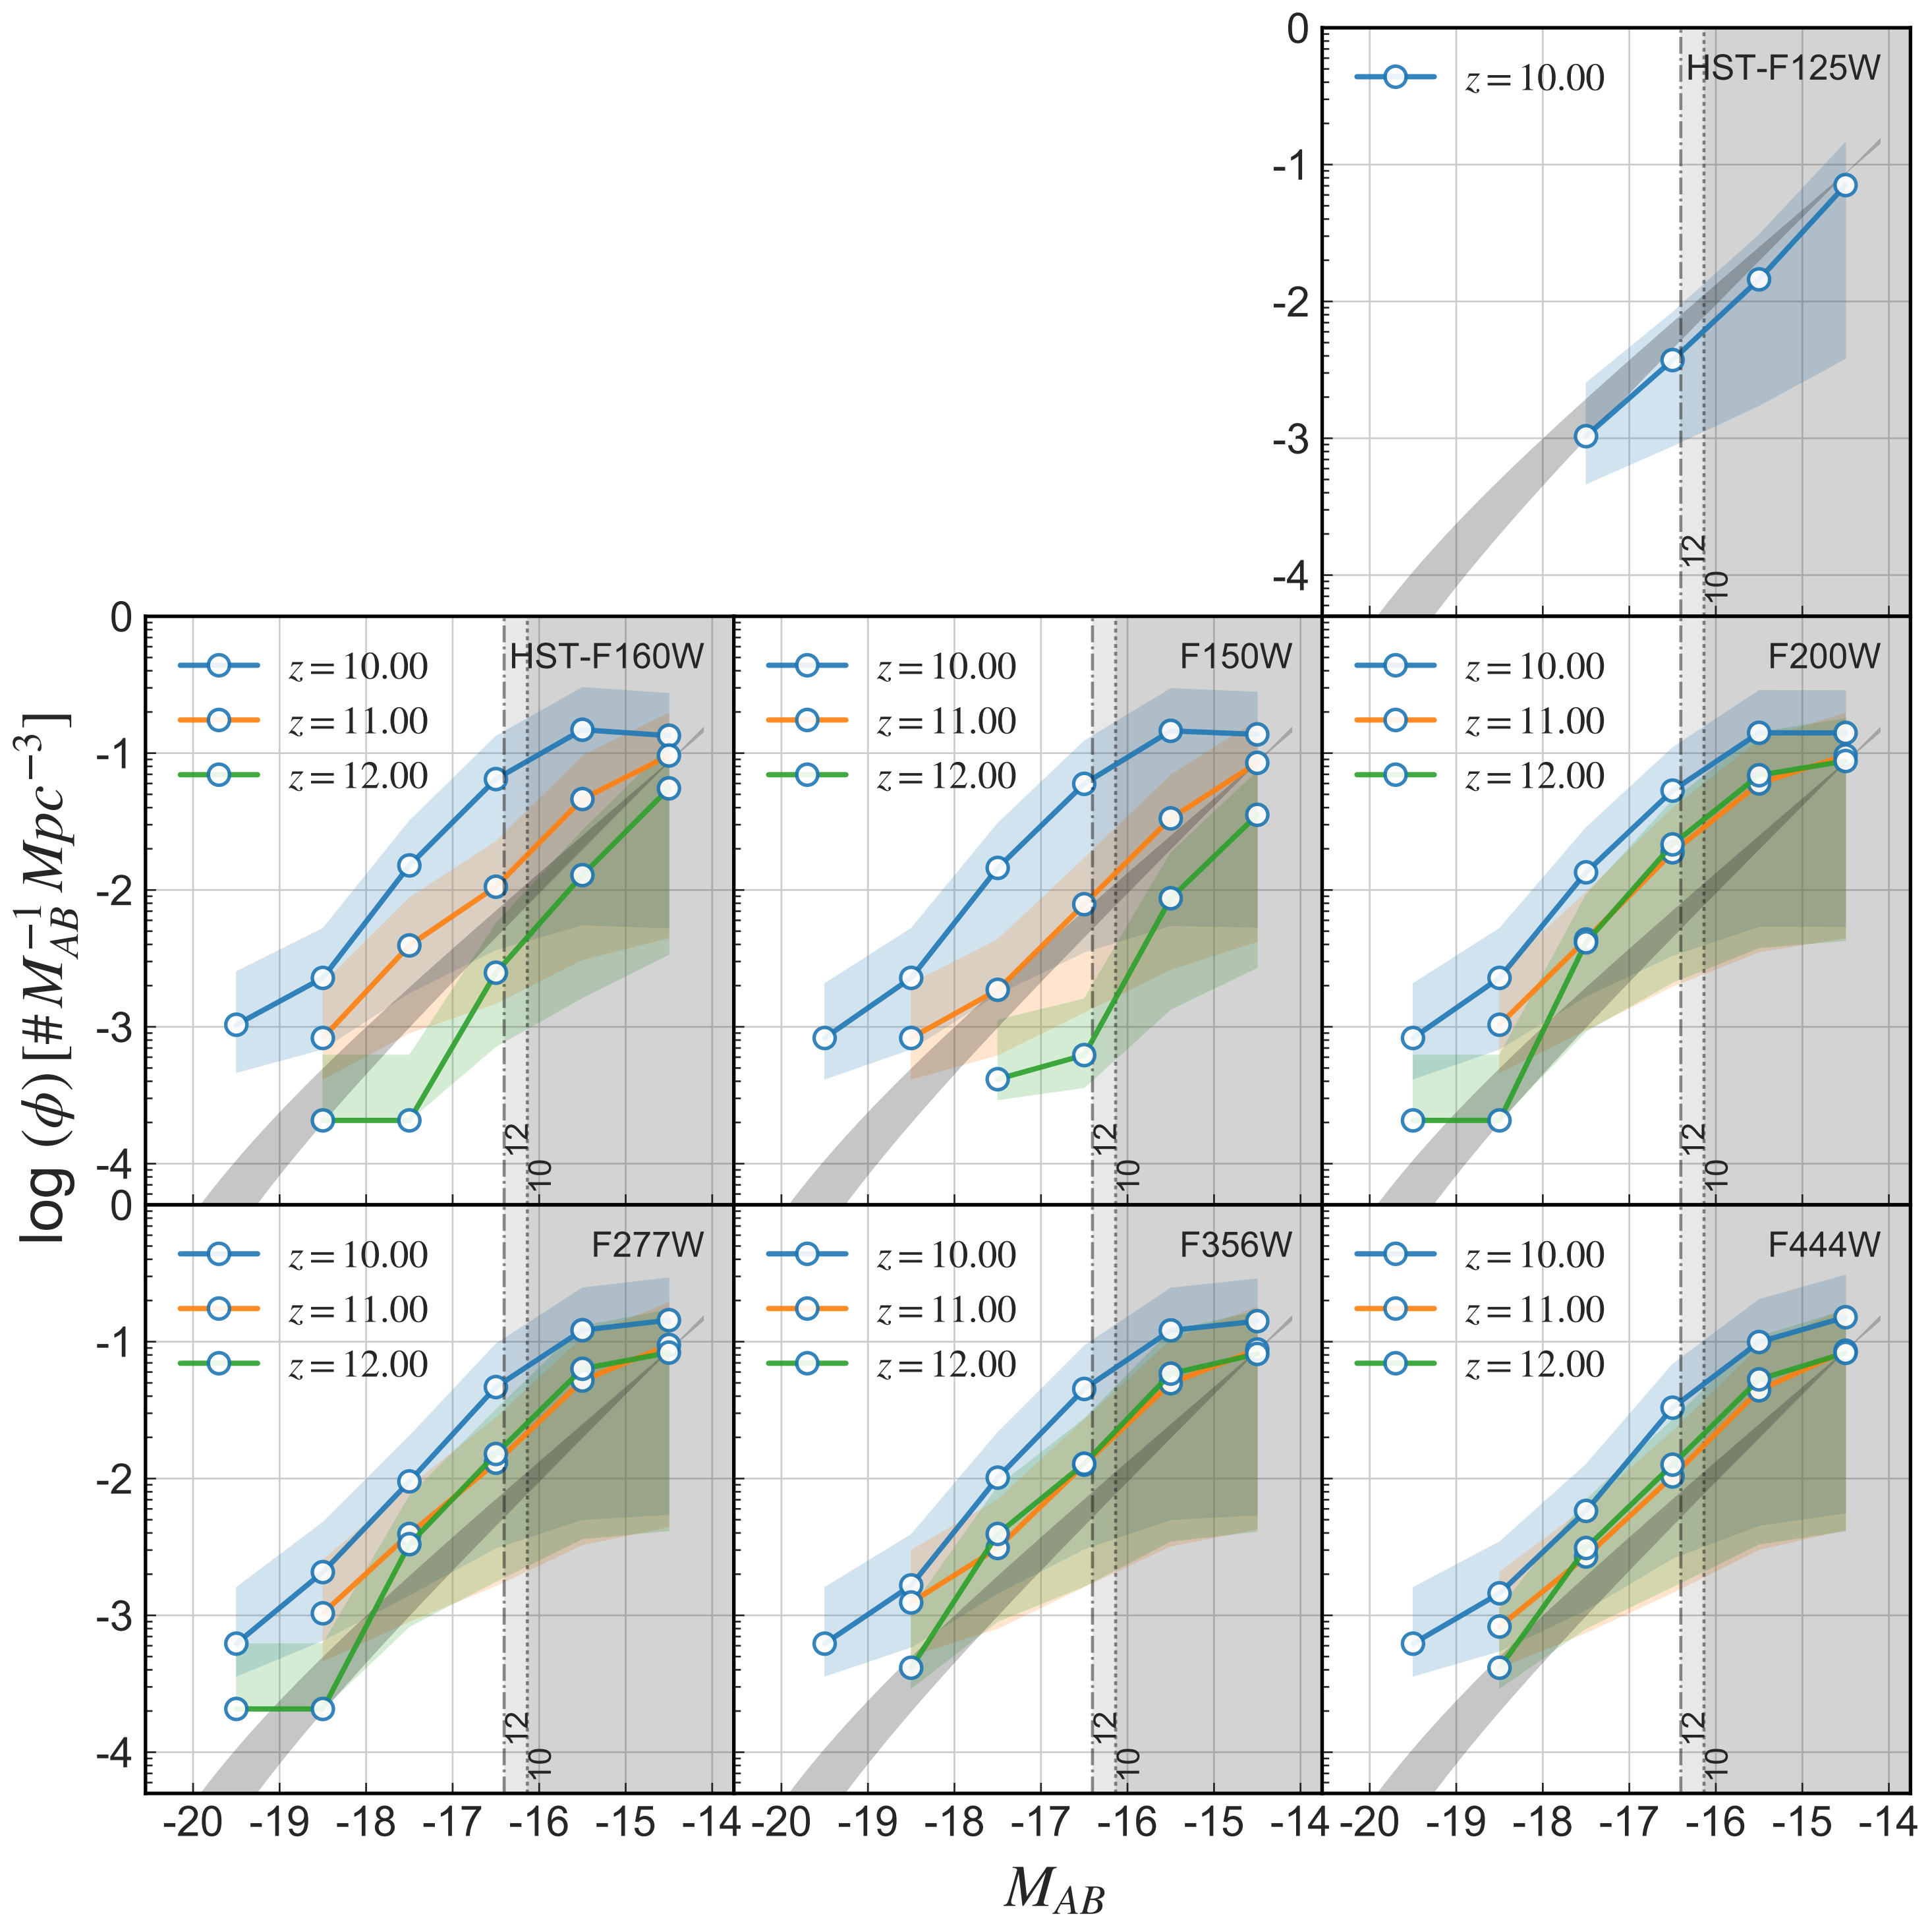 0
-1
-2
-3
-4
z = 10.00
HST-F125W
12
10
log (ϕ) [# M_AB^−1 Mpc^−3]
0
-1
-2
-3
-4
z = 10.00
z = 11.00
z = 12.00
HST-F160W
12
10
z = 10.00
z = 11.00
z = 12.00
F150W
12
10
z = 10.00
z = 11.00
z = 12.00
F200W
12
10
0
-1
-2
-3
-4
z = 10.00
z = 11.00
z = 12.00
F277W
12
10
z = 10.00
z = 11.00
z = 12.00
F356W
12
10
z = 10.00
z = 11.00
z = 12.00
F444W
12
10
-20 -19 -18 -17 -16 -15 -14 -20 -19 -18 -17 -16 -15 -14 -20 -19 -18 -17 -16 -15 -14
M_AB